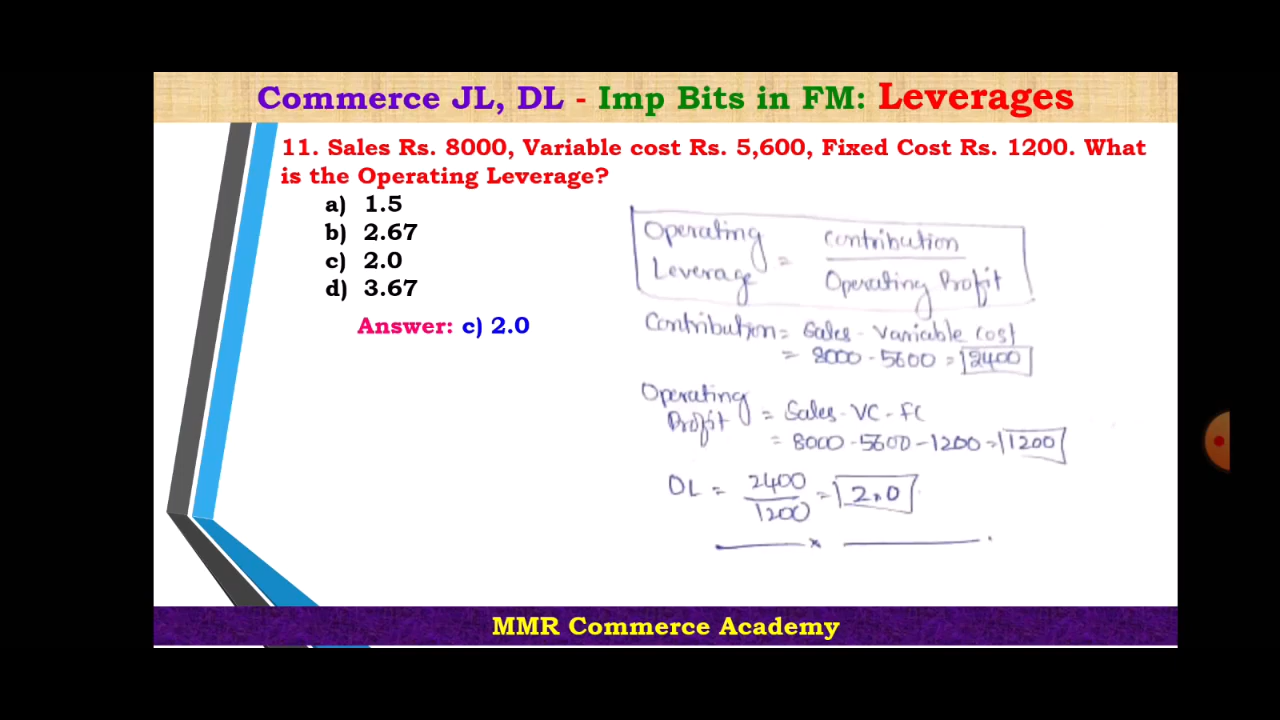 Commerce JL, DL - Imp Bits in FM: Leverages
11. Sales Rs. 8000, Variable cost Rs. 5,600, Fixed Cost Rs. 1200. What
is the Operating Leverage?
a) 1.5
b) 2.67
c) 2.0
d) 3.67
Answer: c) 2.0
Operating Leverage = Contribution / Operating Profit
Contribution = Sales - Variable Cost
= 8000 - 5600 = 2400
Operating Profit = Sales - VC - FC
= 8000 - 5600 - 1200 = 1200
OL = 2400 / 1200 = 2.0
x
MMR Commerce Academy